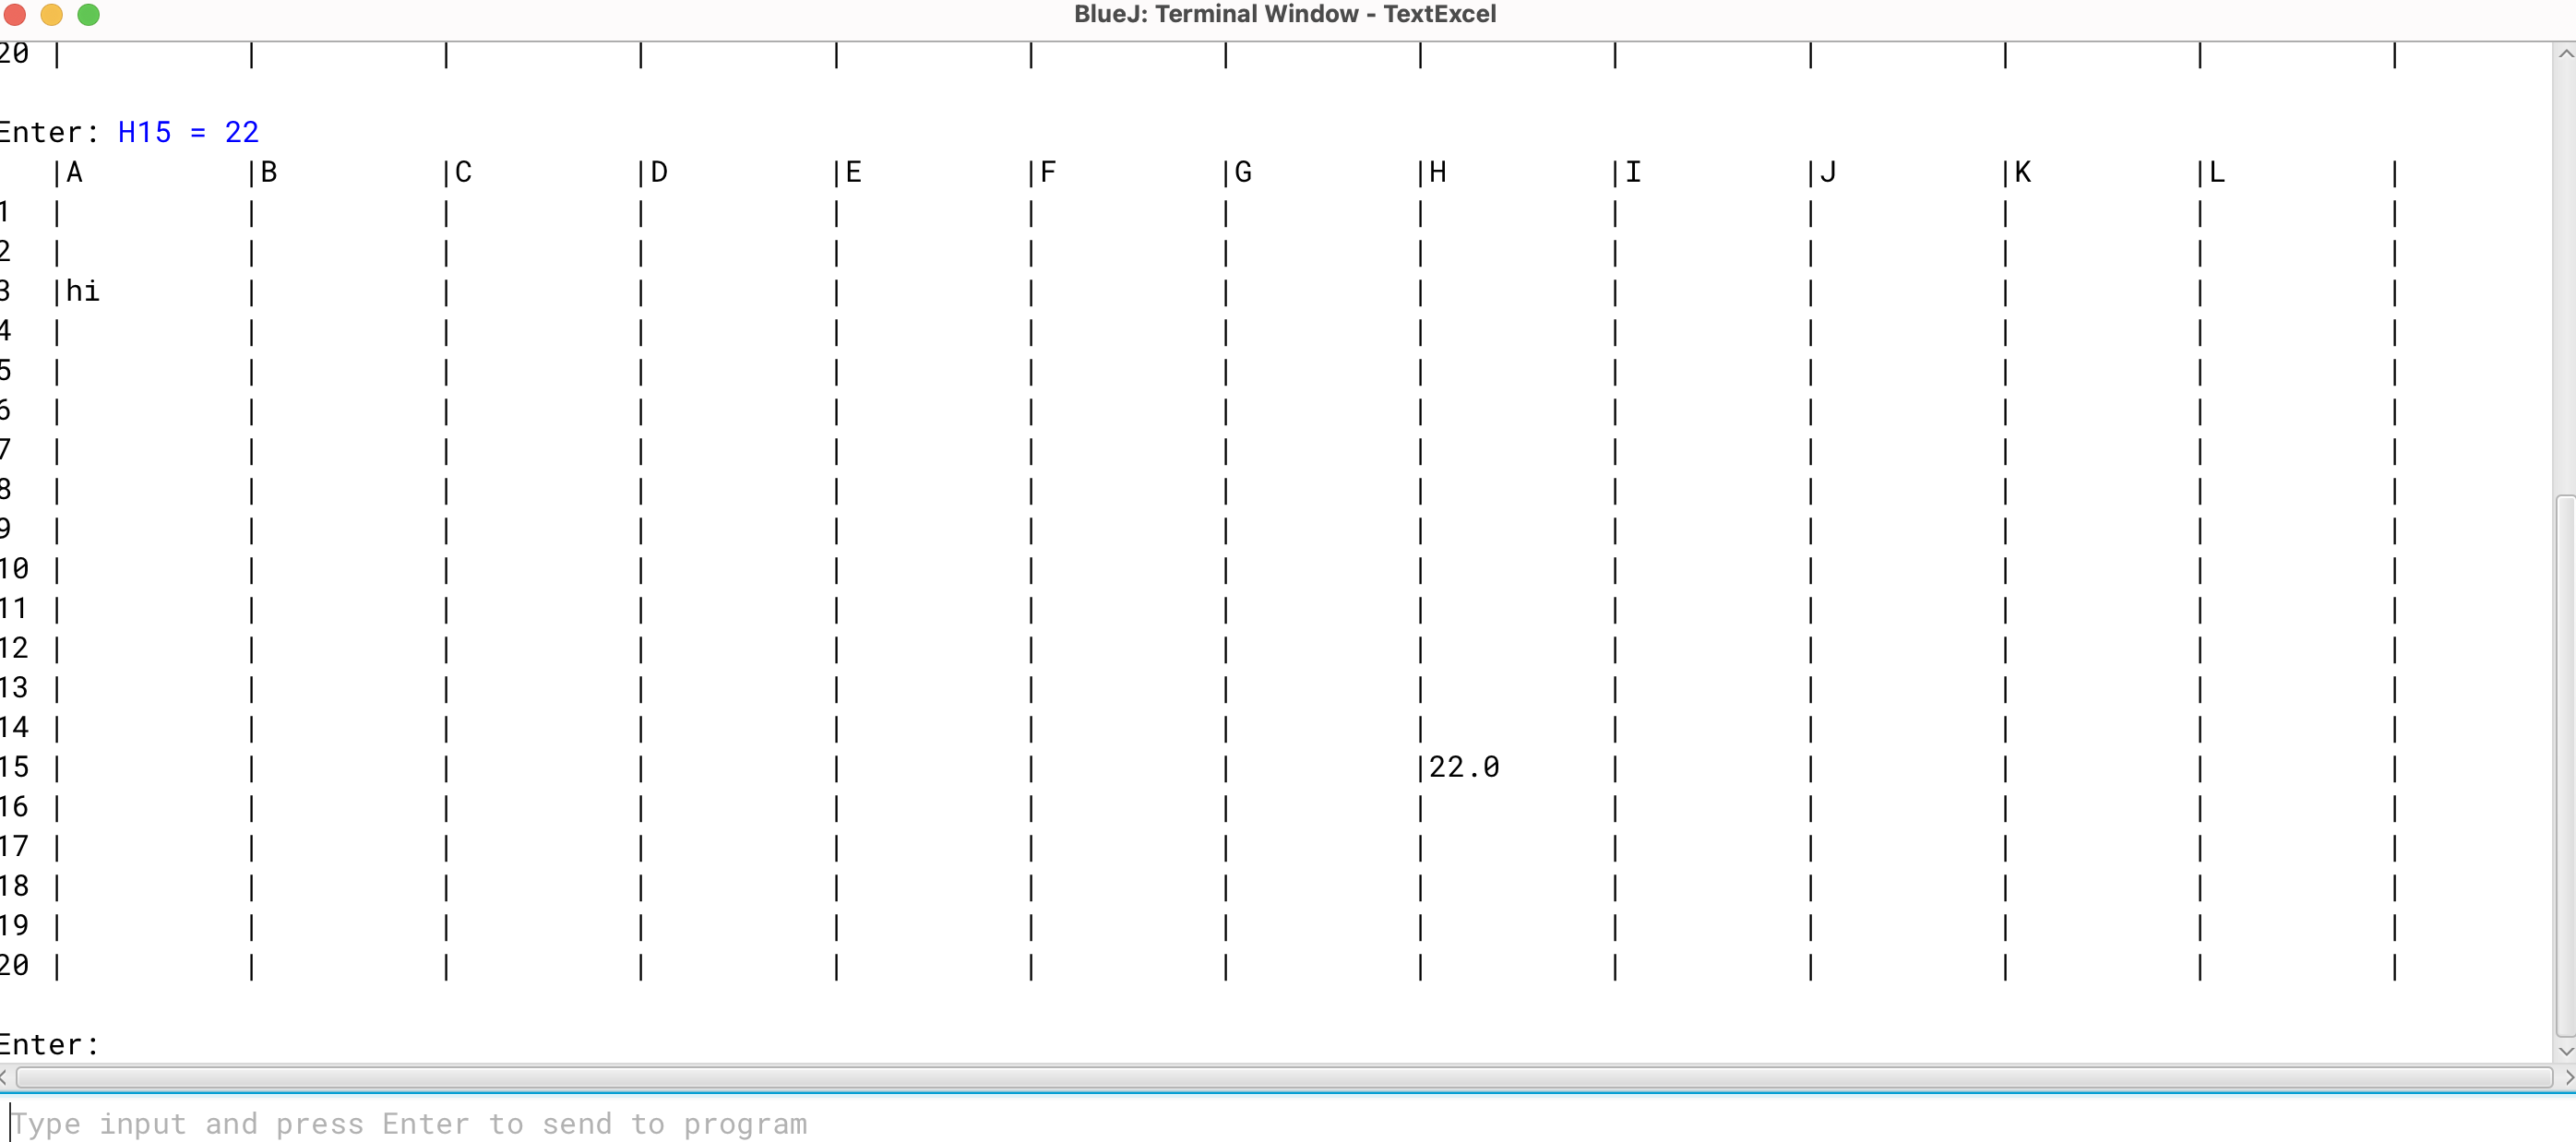 BlueJ: Terminal Window - TextExcel
20 | | | | | | | | | | | | |
Enter: H15 = 22
|A |B |C |D |E |F |G |H |I |J |K |L |
1 | | | | | | | | | | | | |
2 | | | | | | | | | | | | |
3 |hi | | | | | | | | | | | |
4 | | | | | | | | | | | | |
5 | | | | | | | | | | | | |
6 | | | | | | | | | | | | |
7 | | | | | | | | | | | | |
8 | | | | | | | | | | | | |
9 | | | | | | | | | | | | |
10 | | | | | | | | | | | | |
11 | | | | | | | | | | | | |
12 | | | | | | | | | | | | |
13 | | | | | | | | | | | | |
14 | | | | | | | | | | | | |
15 | | | | | | | |22.0 | | | | |
16 | | | | | | | | | | | | |
17 | | | | | | | | | | | | |
18 | | | | | | | | | | | | |
19 | | | | | | | | | | | | |
20 | | | | | | | | | | | | |
Enter:
Type input and press Enter to send to program